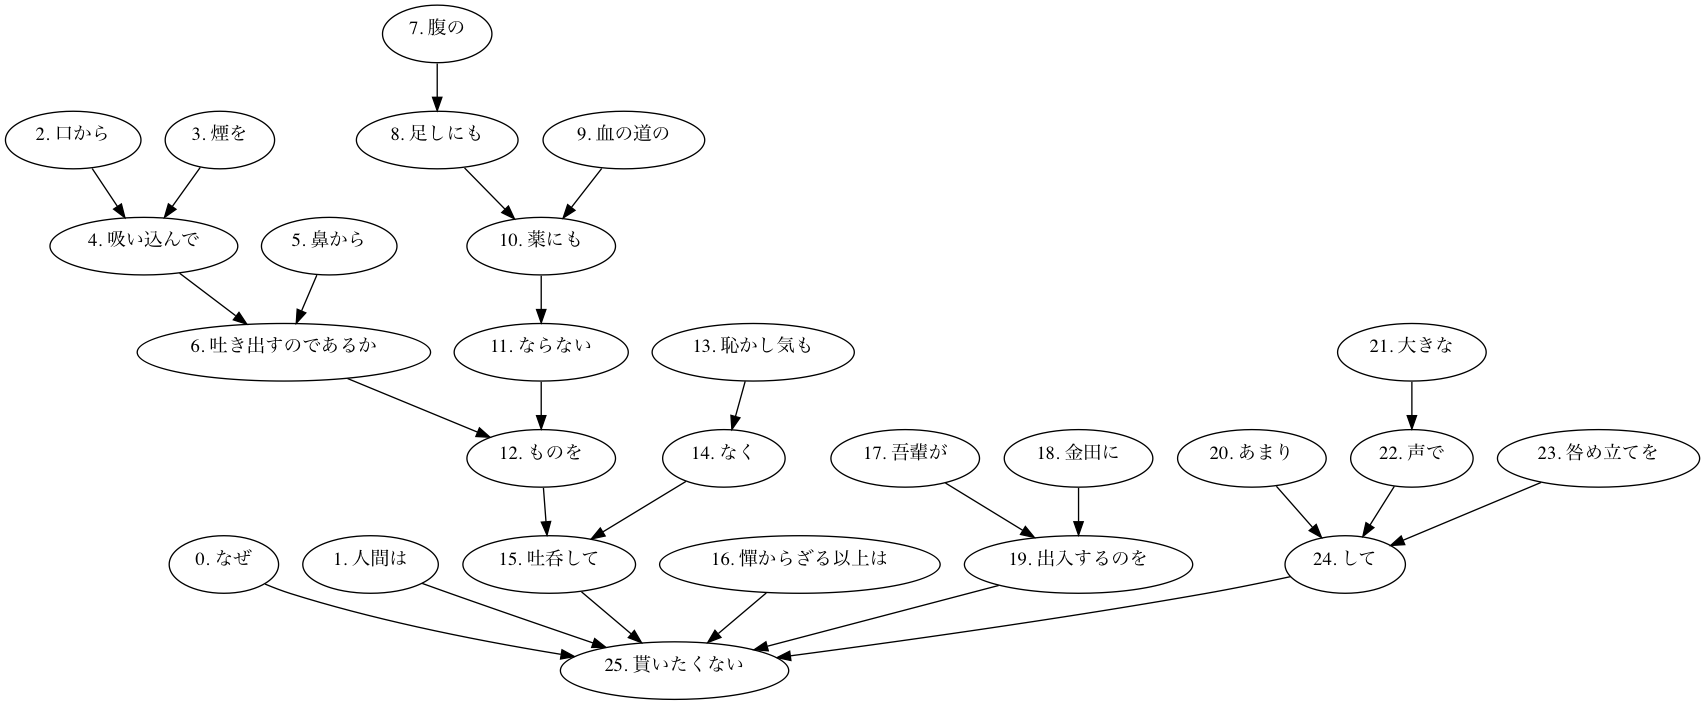 7. 腹の
2. 口から
3. 煙を
8. 足しにも
9. 血の道の
4. 吸い込んで
5. 鼻から
10. 薬にも
6. 吐き出すのであるか
11. ならない
13. 恥かし気も
21. 大きな
12. ものを
14. なく
17. 吾輩が
18. 金田に
20. あまり
22. 声で
23. 咎め立てを
0. なぜ
1. 人間は
15. 吐呑して
16. 憚からざる以上は
19. 出入するのを
24. して
25. 貰いたくない